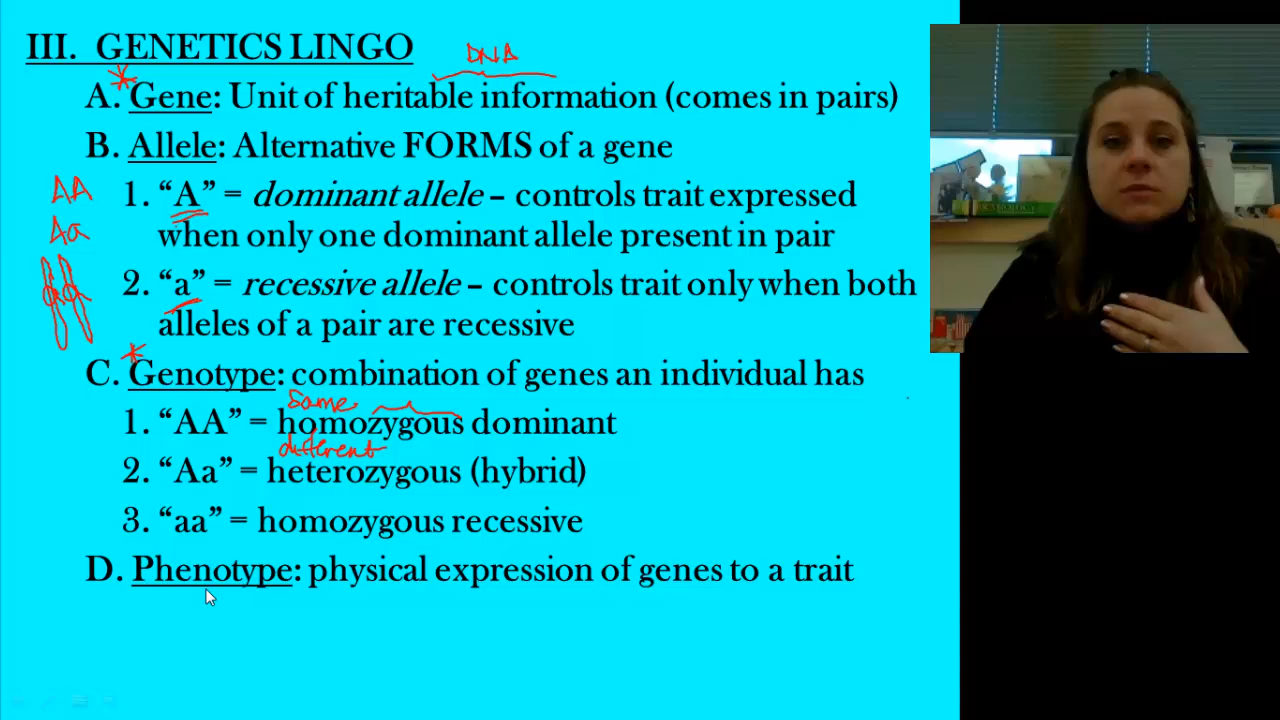 III. GENETICS LINGO
DNA
* 
A. Gene: Unit of heritable information (comes in pairs)
B. Allele: Alternative FORMS of a gene
AA
1. “A” = dominant allele – controls trait expressed
Aa
when only one dominant allele present in pair
2. “a” = recessive allele – controls trait only when both
alleles of a pair are recessive
*
C. Genotype: combination of genes an individual has
Same
1. “AA” = homozygous dominant
different
2. “Aa” = heterozygous (hybrid)
3. “aa” = homozygous recessive
D. Phenotype: physical expression of genes to a trait